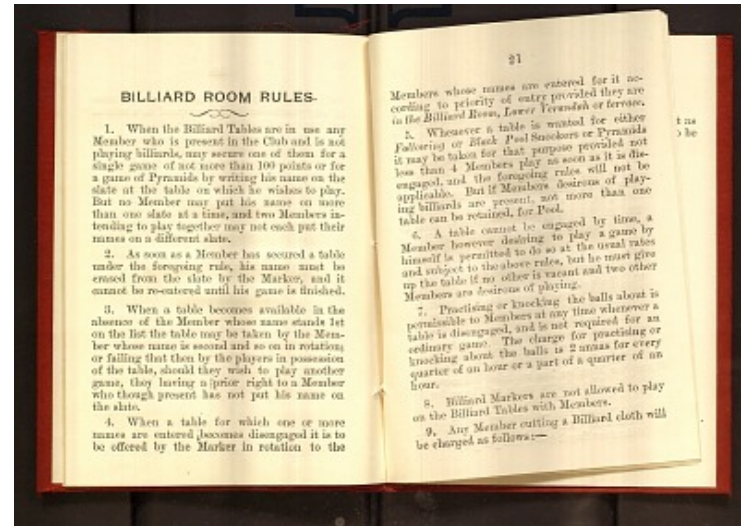 BILLIARD ROOM RULES-
1. When the Billiard Tables are in use any
Member who is present in the Club and is not
playing billiards, may secure one of them for a
single game of not more than 100 points or for
a game of Pyramids by writing his name on the
slate at the table on which he wishes to play.
But no Member may put his name on more
than one slate at a time, and two Members in-
tending to play together may not each put their
names on a different slate.
2. As soon as a Member has secured a table
under the foregoing rule, his name must be
erased from the slate by the Marker, and it
cannot be re-entered until his game is finished.
3. When a table becomes available in the
absence of the Member whose name stands 1st
on the list the table may be taken by the Mem-
ber whose name is second and so on in rotation,
or failing that then by the players in possession
of the table, should they wish to play another
game, they having a prior right to a Member
who though present has not put his name on
the slate.
4. When a table for which one or more
names are entered becomes disengaged it is to
be offered by the Marker in rotation to the
21
Members whose names are entered for it ac-
cording to priority of entry provided they are
in the Billiard Room, Lower Verandah or terrace.
5. Whenever a table is wanted for either
Following or Black Pool Snookers or Pyramids
it may be taken for that purpose provided not
less than 4 Members play as soon as it is dis-
engaged, and the foregoing rules will not be
applicable. But if Members desirous of play-
ing billiards are present, not more than one
table can be retained, for Pool.
6. A table cannot be engaged by time, a
Member however desiring to play a game by
himself is permitted to do so at the usual rates
and subject to the above rules, but he must give
up the table if no other is vacant and two other
Members are desirous of playing.
7. Practising or knocking the balls about is
permissible to Members at any time whenever a
table is disengaged, and is not required for an
ordinary game. The charge for practising or
knocking about the balls is 2 annas for every
quarter of an hour or a part of a quarter of an
hour.
8. Billiard Markers are not allowed to play
on the Billiard Tables with Members.
9. Any Member cutting a Billiard cloth will
be charged as follows:—
as
be